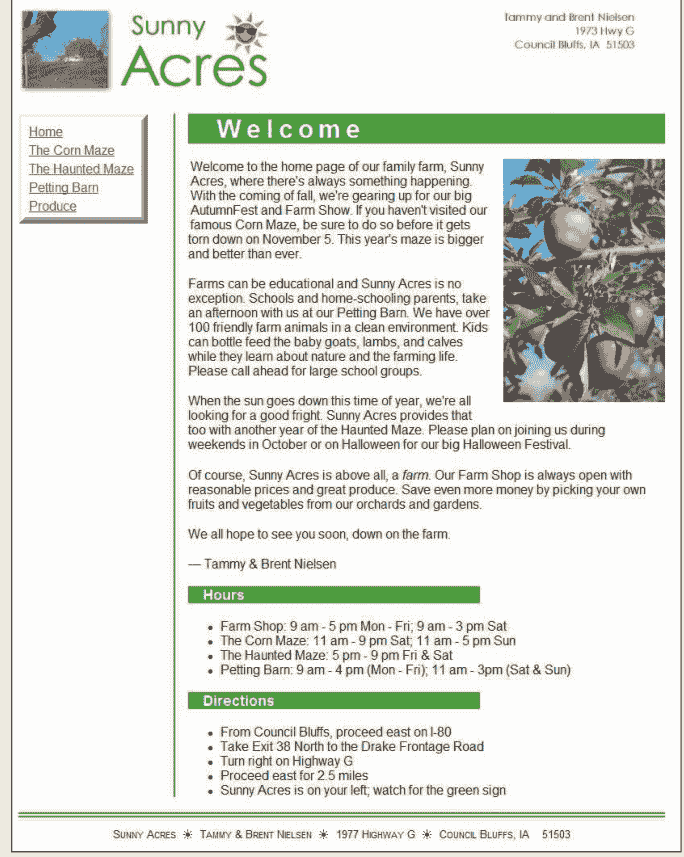 Sunny
Acres
Tammy and Brent Nielsen
1973 Hwy G
Council Bluffs, IA 51503
Home
The Corn Maze
The Haunted Maze
Petting Barn
Produce
Welcome
Welcome to the home page of our family farm, Sunny
Acres, where there's always something happening.
With the coming of fall, we're gearing up for our big
AutumnFest and Farm Show. If you haven't visited our
famous Corn Maze, be sure to do so before it gets
torn down on November 5. This year's maze is bigger
and better than ever.
Farms can be educational and Sunny Acres is no
exception. Schools and home-schooling parents, take
an afternoon with us at our Petting Barn. We have over
100 friendly farm animals in a clean environment. Kids
can bottle feed the baby goats, lambs, and calves
while they learn about nature and the farming life.
Please call ahead for large school groups.
When the sun goes down this time of year, we're all
looking for a good fright. Sunny Acres provides that
too with another year of the Haunted Maze. Please plan on joining us during
weekends in October or on Halloween for our big Halloween Festival.
Of course, Sunny Acres is above all, a farm. Our Farm Shop is always open with
reasonable prices and great produce. Save even more money by picking your own
fruits and vegetables from our orchards and gardens.
We all hope to see you soon, down on the farm.
— Tammy & Brent Nielsen
Hours
• Farm Shop: 9 am - 5 pm Mon - Fri; 9 am - 3 pm Sat
• The Corn Maze: 11 am - 9 pm Sat; 11 am - 5 pm Sun
• The Haunted Maze: 5 pm - 9 pm Fri & Sat
• Petting Barn: 9 am - 4 pm (Mon - Fri); 11 am - 3pm (Sat & Sun)
Directions
• From Council Bluffs, proceed east on I-80
• Take Exit 38 North to the Drake Frontage Road
• Turn right on Highway G
• Proceed east for 2.5 miles
• Sunny Acres is on your left; watch for the green sign
Sunny Acres ☀ Tammy & Brent Nielsen ☀ 1977 Highway G ☀ Council Bluffs, IA 51503